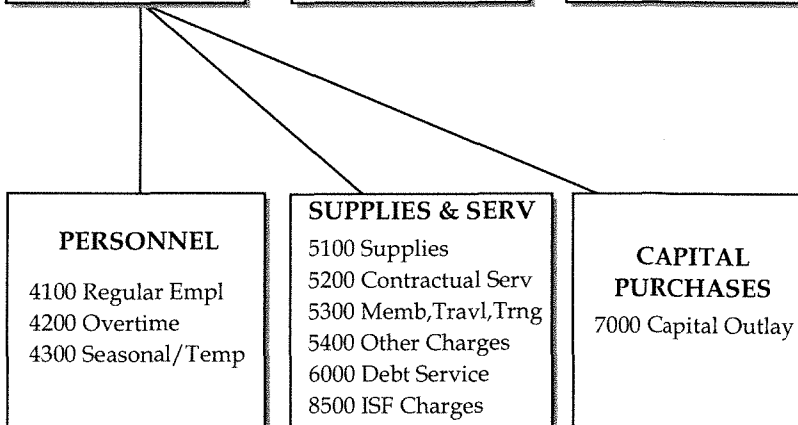 PERSONNEL
4100 Regular Empl
4200 Overtime
4300 Seasonal/Temp
SUPPLIES & SERV
5100 Supplies
5200 Contractual Serv
5300 Memb,Travl,Trng
5400 Other Charges
6000 Debt Service
8500 ISF Charges
CAPITAL
PURCHASES
7000 Capital Outlay